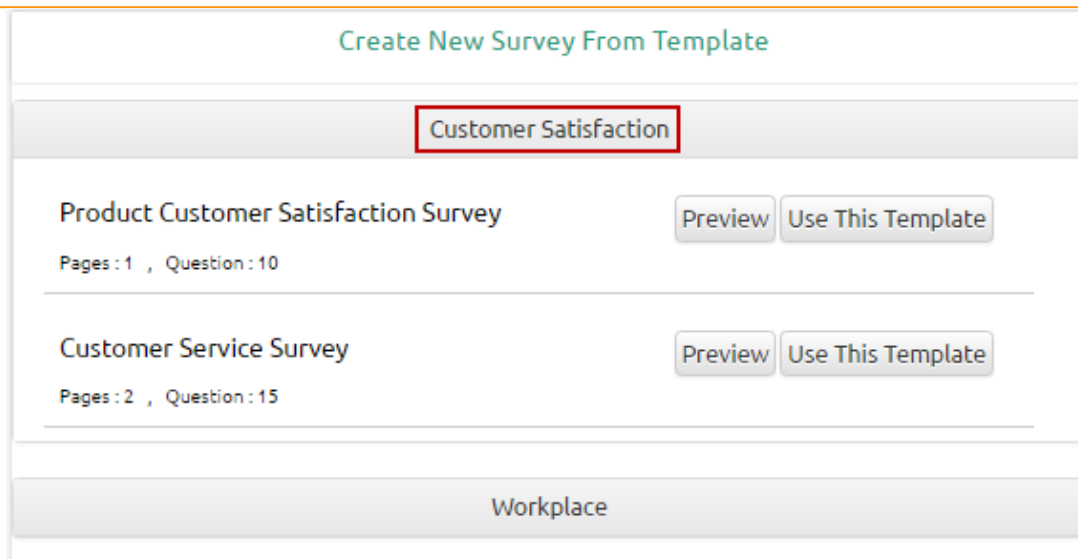 Create New Survey From Template
Customer Satisfaction
Product Customer Satisfaction Survey
Preview
Use This Template
Pages : 1 , Question : 10
Customer Service Survey
Preview
Use This Template
Pages : 2 , Question : 15
Workplace